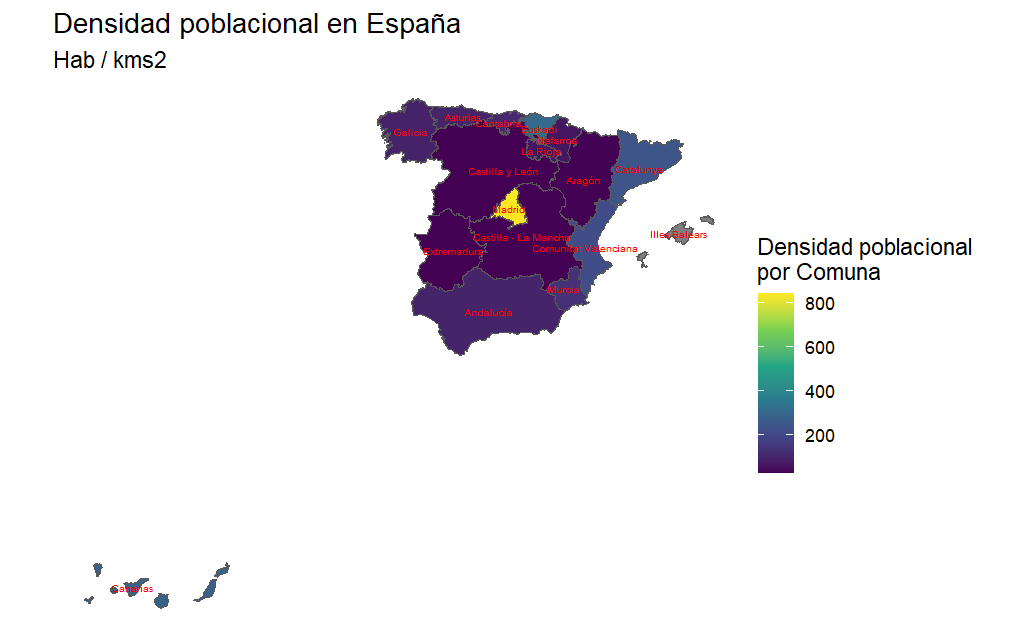 Densidad poblacional en España
Hab / kms2
Asturias
Cantabria
Euskadi
Galicia
Navarra
La Rioja
Castilla y León
Catalunya
Aragón
Madrid
Illes Balears
Castilla - La Mancha
Comunitat Valenciana
Extremadura
Murcia
Andalucía
Canarias
Densidad poblacional
por Comuna
800
600
400
200